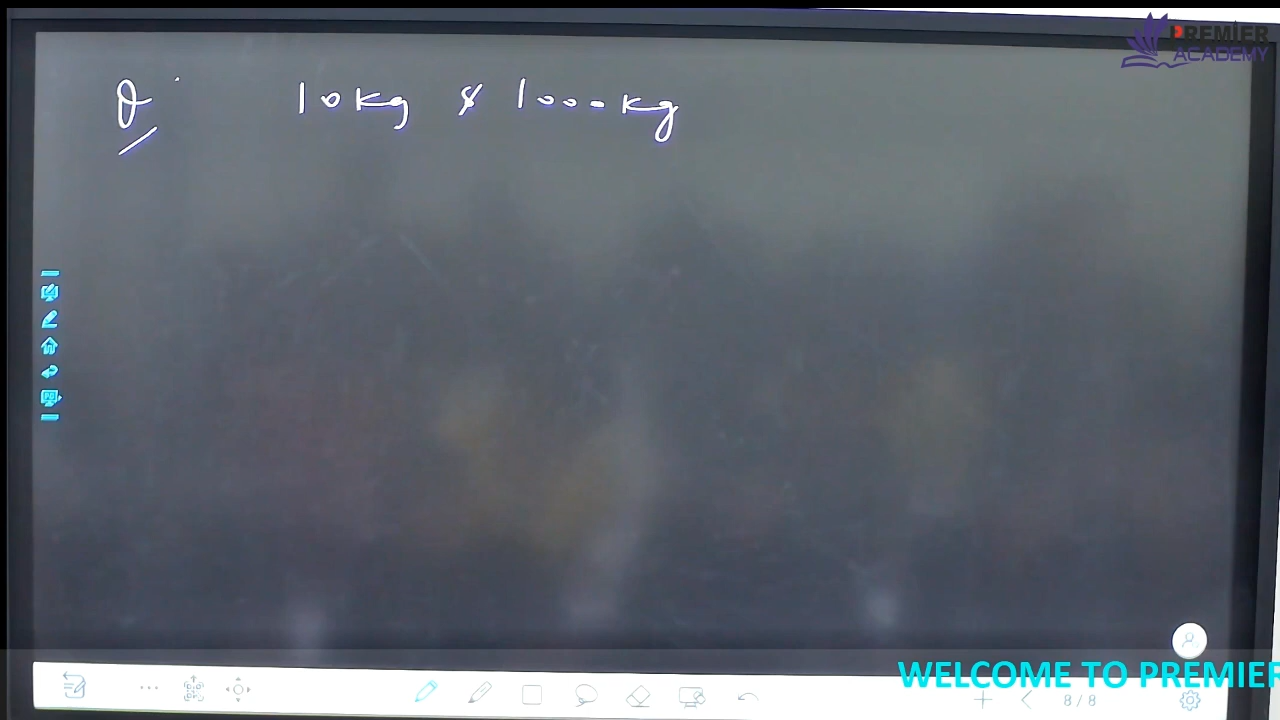 PREMIER
ACADEMY
Q 10kg & 1000kg
WELCOME TO PREMIER
8/8